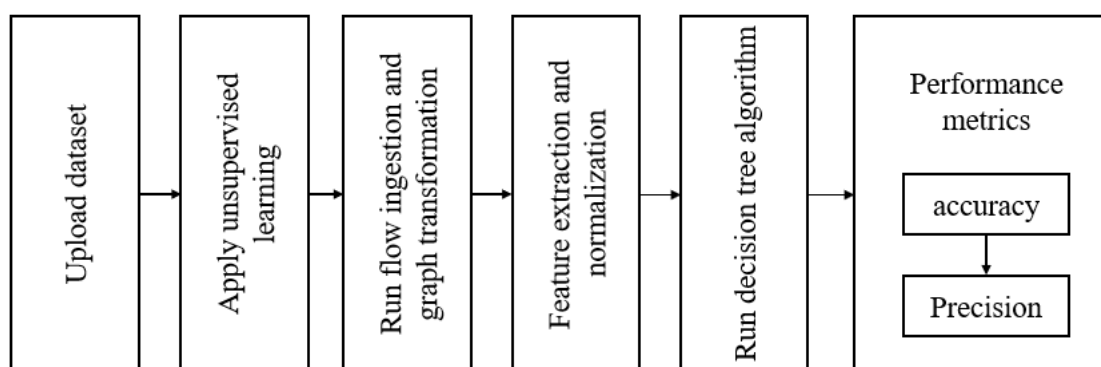 Upload dataset
Apply unsupervised
learning
Run flow ingestion and
graph transformation
Feature extraction and
normalization
Run decision tree algorithm
Performance
metrics
accuracy
Precision